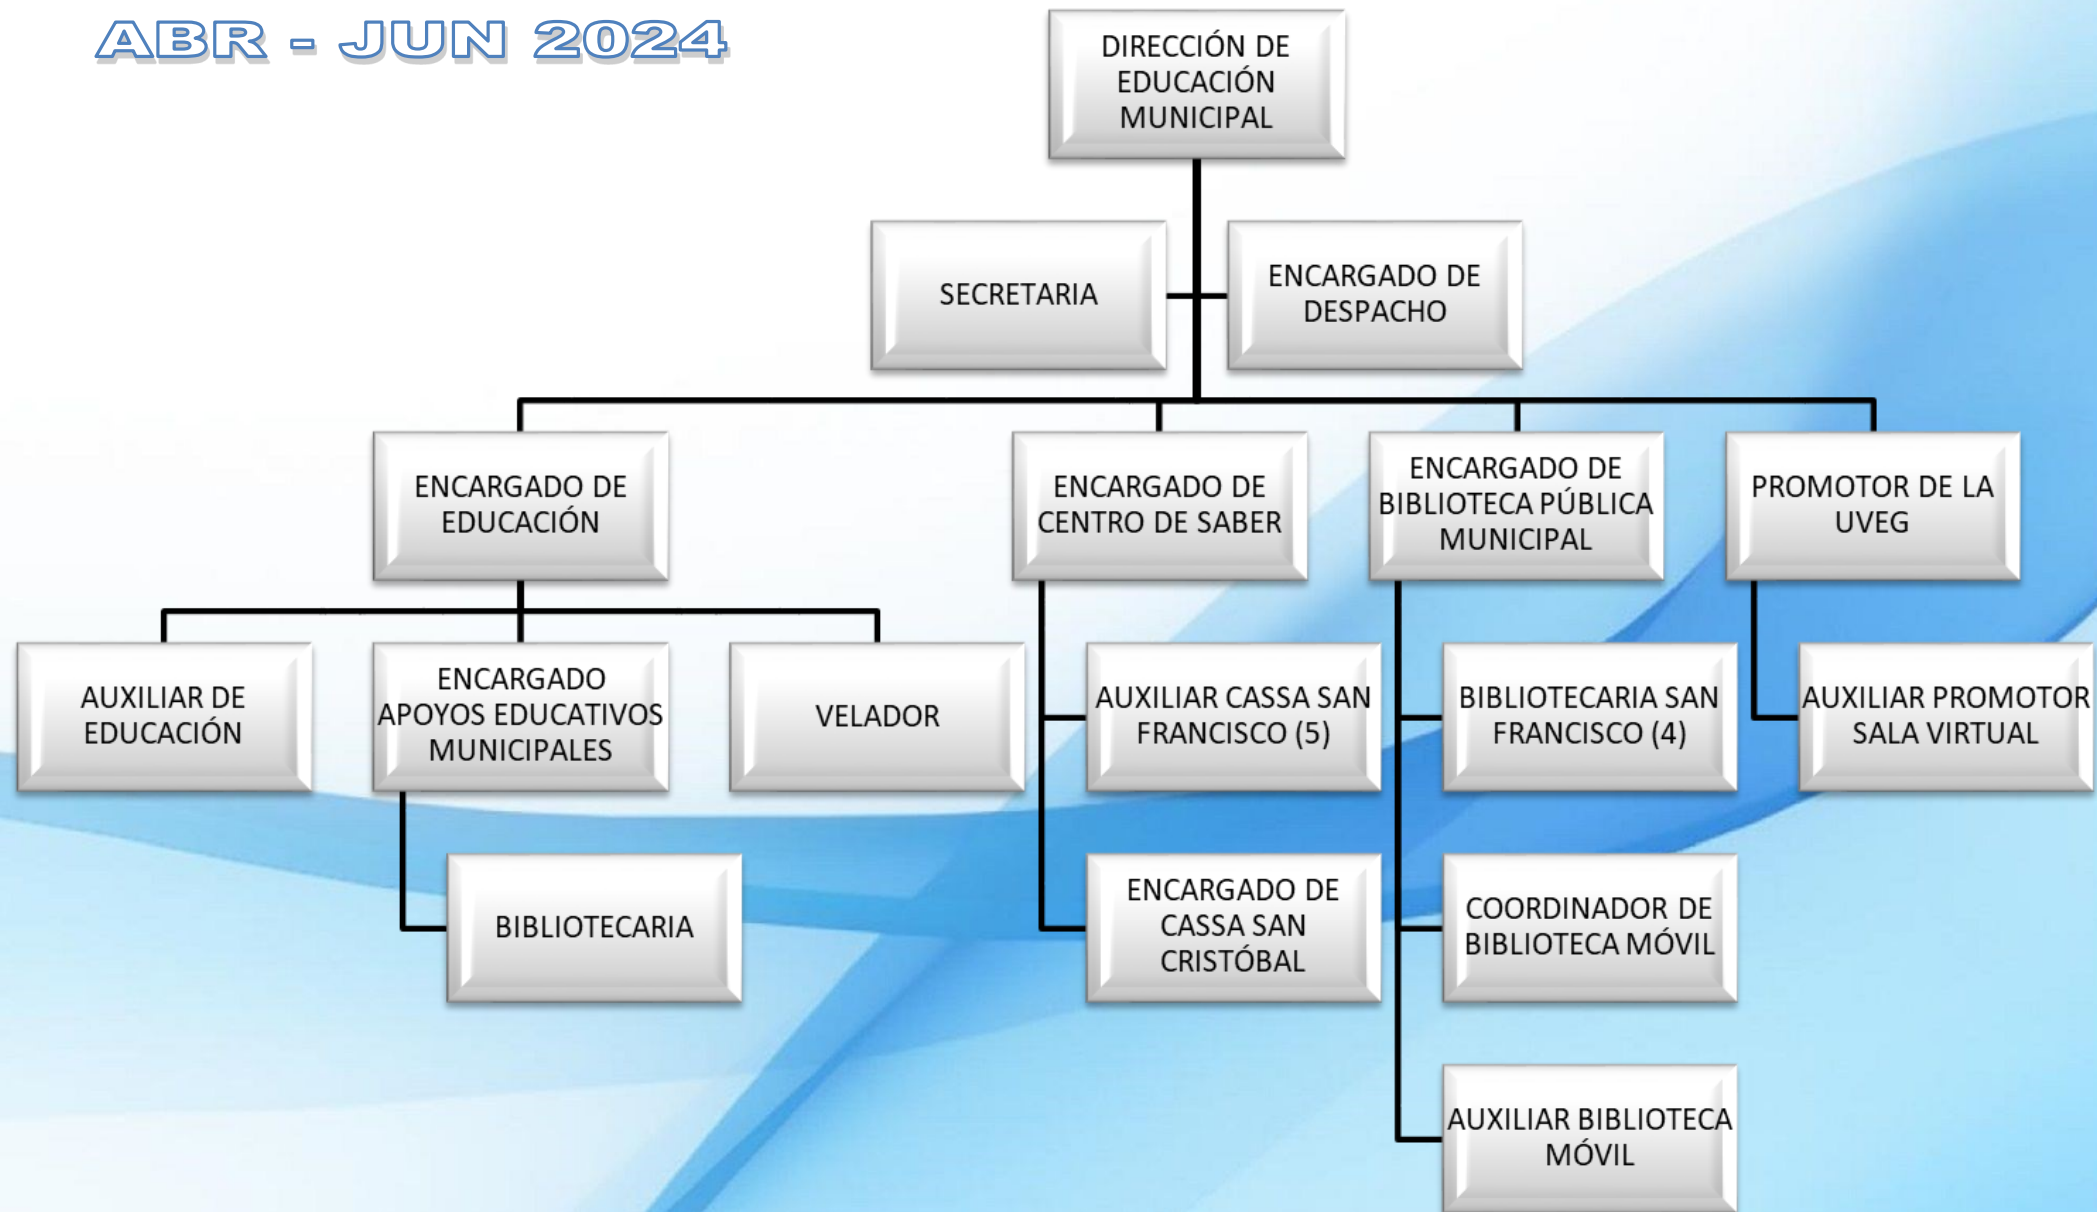 ABR - JUN 2024
DIRECCIÓN DE
EDUCACIÓN
MUNICIPAL
SECRETARIA
ENCARGADO DE
DESPACHO
ENCARGADO DE
EDUCACIÓN
ENCARGADO DE
CENTRO DE SABER
ENCARGADO DE
BIBLIOTECA PÚBLICA
MUNICIPAL
PROMOTOR DE LA
UVEG
AUXILIAR DE
EDUCACIÓN
ENCARGADO
APOYOS EDUCATIVOS
MUNICIPALES
VELADOR
AUXILIAR CASSA SAN
FRANCISCO (5)
BIBLIOTECARIA SAN
FRANCISCO (4)
AUXILIAR PROMOTOR
SALA VIRTUAL
BIBLIOTECARIA
ENCARGADO DE
CASSA SAN
CRISTÓBAL
COORDINADOR DE
BIBLIOTECA MÓVIL
AUXILIAR BIBLIOTECA
MÓVIL